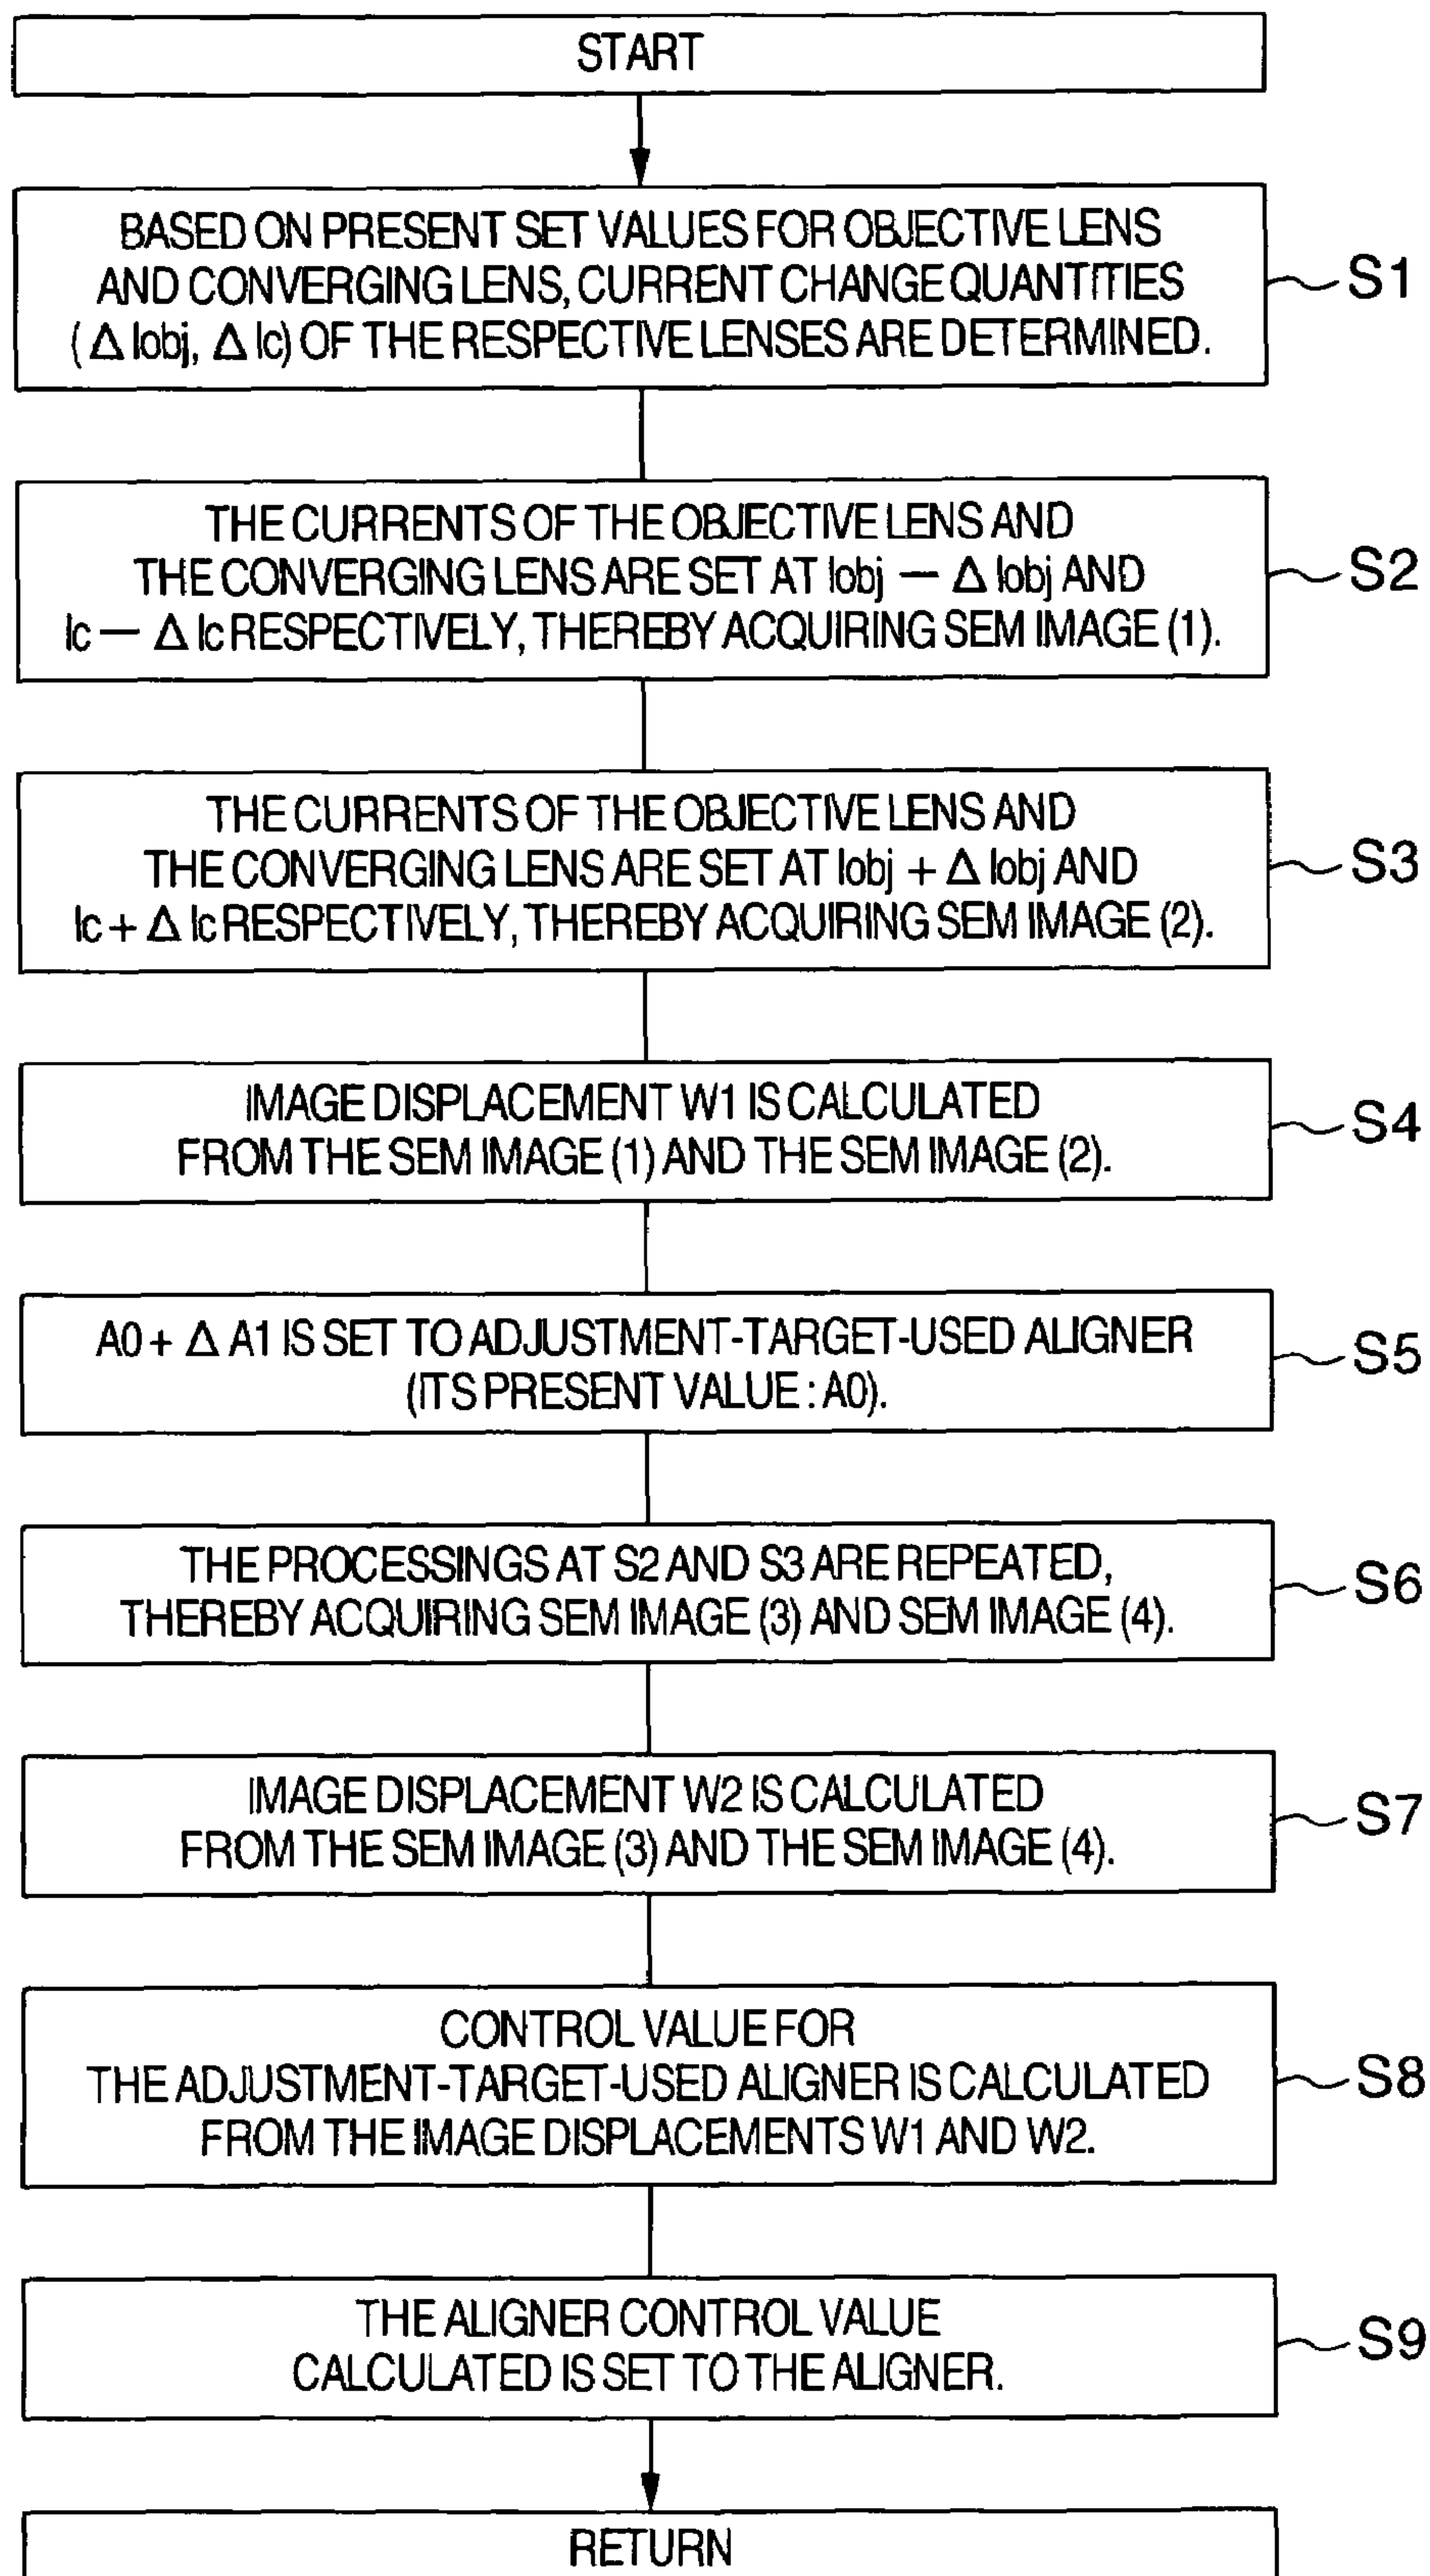 START
BASED ON PRESENT SET VALUES FOR OBJECTIVE LENS
AND CONVERGING LENS, CURRENT CHANGE QUANTITIES
( Δ Iobj, Δ Ic) OF THE RESPECTIVE LENSES ARE DETERMINED.
S1
THE CURRENTS OF THE OBJECTIVE LENS AND
THE CONVERGING LENS ARE SET AT Iobj — Δ Iobj AND
Ic — Δ Ic RESPECTIVELY, THEREBY ACQUIRING SEM IMAGE (1).
S2
THE CURRENTS OF THE OBJECTIVE LENS AND
THE CONVERGING LENS ARE SET AT Iobj + Δ Iobj AND
Ic + Δ Ic RESPECTIVELY, THEREBY ACQUIRING SEM IMAGE (2).
S3
IMAGE DISPLACEMENT W1 IS CALCULATED
FROM THE SEM IMAGE (1) AND THE SEM IMAGE (2).
S4
A0 + Δ A1 IS SET TO ADJUSTMENT-TARGET-USED ALIGNER
(ITS PRESENT VALUE : A0).
S5
THE PROCESSINGS AT S2 AND S3 ARE REPEATED,
THEREBY ACQUIRING SEM IMAGE (3) AND SEM IMAGE (4).
S6
IMAGE DISPLACEMENT W2 IS CALCULATED
FROM THE SEM IMAGE (3) AND THE SEM IMAGE (4).
S7
CONTROL VALUE FOR
THE ADJUSTMENT-TARGET-USED ALIGNER IS CALCULATED
FROM THE IMAGE DISPLACEMENTS W1 AND W2.
S8
THE ALIGNER CONTROL VALUE
CALCULATED IS SET TO THE ALIGNER.
S9
RETURN